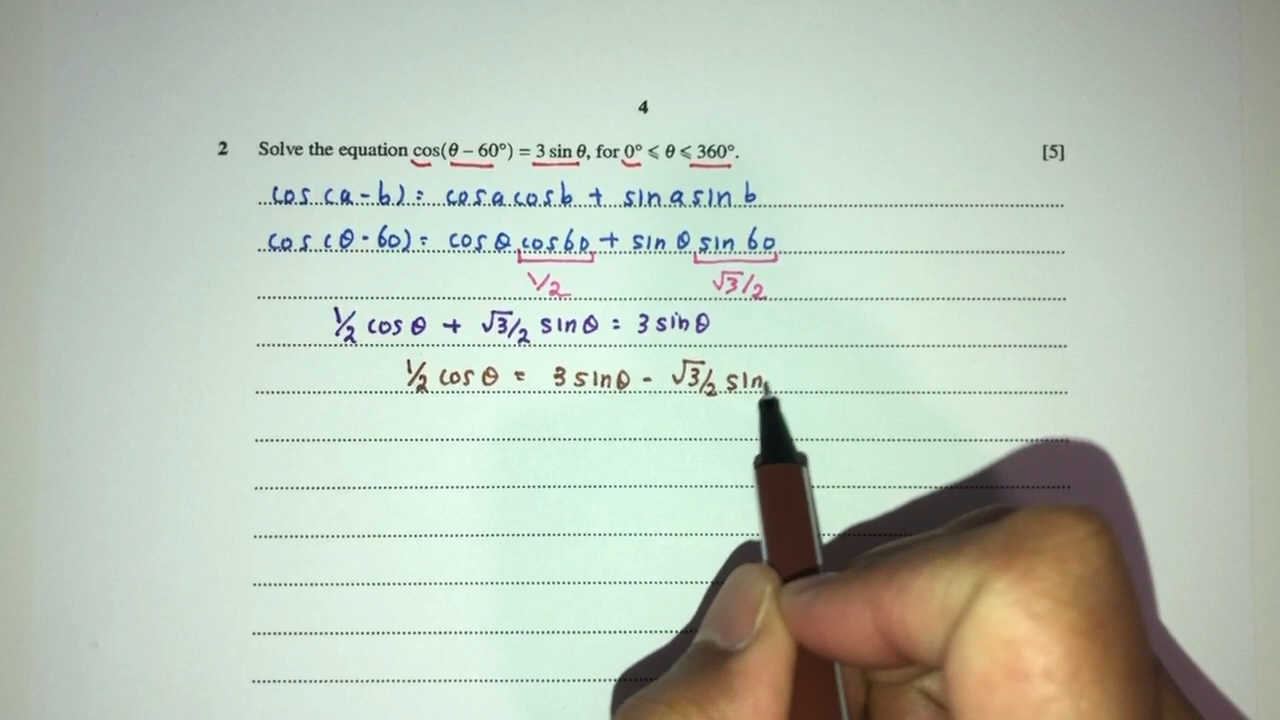 4
2 Solve the equation cos(θ − 60°) = 3 sin θ, for 0° ⩽ θ ⩽ 360°. [5]
cos (a - b) = cos a cos b + sin a sin b
cos (θ - 60) = cos θ cos 60 + sin θ sin 60
1/2 √3/2
1/2 cos θ + √3/2 sin θ = 3 sin θ
1/2 cos θ = 3 sin θ - √3/2 sin